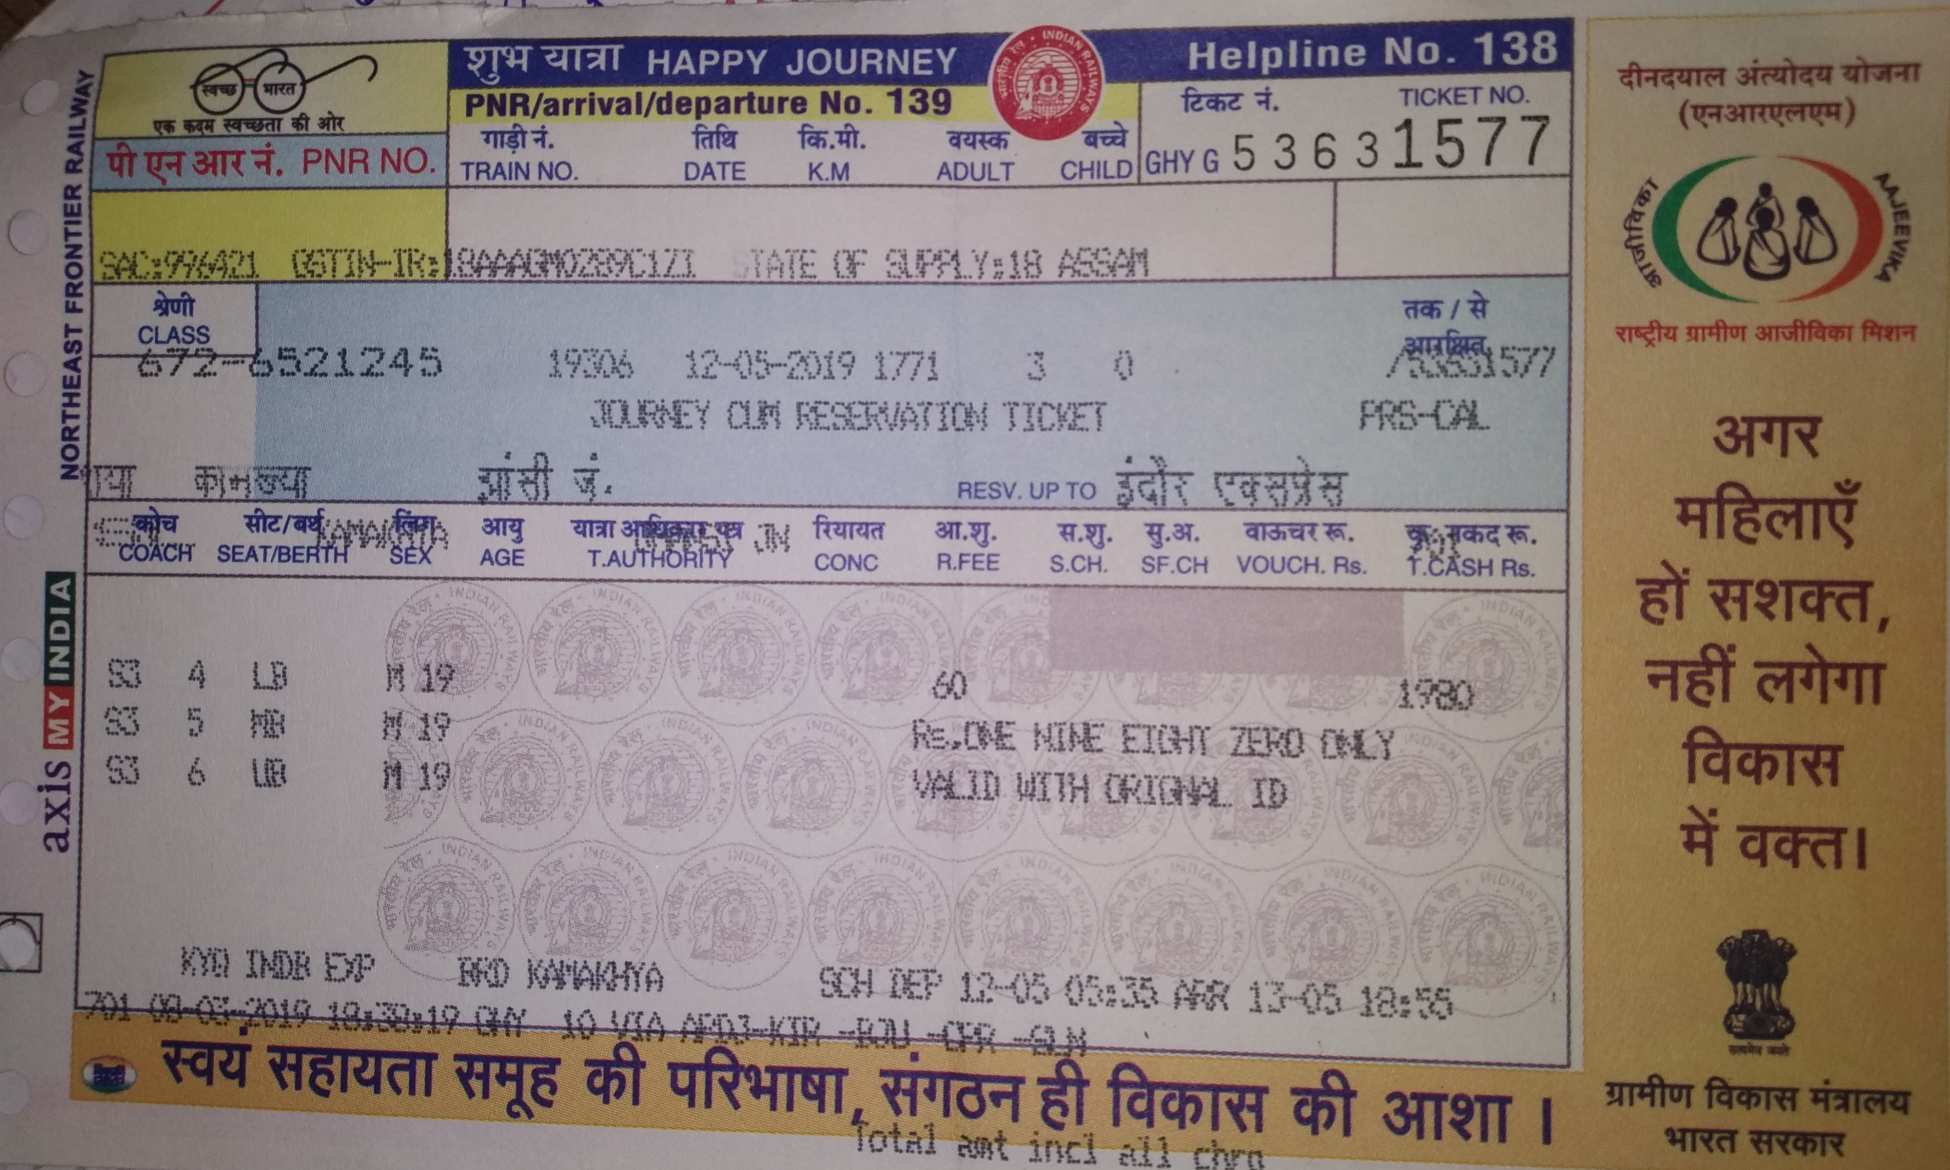 NORTHEAST FRONTIER RAILWAY
axis MY INDIA
स्वच्छ भारत
एक कदम स्वच्छता की ओर
शुभ यात्रा HAPPY JOURNEY
Helpline No. 138
PNR/arrival/departure No. 139
भारतीय रेल INDIAN RAILWAYS
टिकट नं. TICKET NO.
GHY G 53631577
पी एन आर नं. PNR NO.
गाड़ी नं. तिथि कि.मी. वयस्क बच्चे
TRAIN NO. DATE K.M ADULT CHILD
SAC:996421 GSTIN-IR:18AAAGM0289C1ZI STATE OF SUPPLY:18 ASSAM
श्रेणी
CLASS
तक / से
आरक्षित
672-6521245 19306 12-05-2019 1771 3 0 /53631577
JOURNEY CUM RESERVATION TICKET PRS-CAL
कामख्या झांसी जं. RESV. UP TO इंदौर एक्सप्रेस
KAMAKHYA JN
कोच सीट/बर्थ लिंग आयु यात्रा अधिकार पत्र रियायत आ.शु. स.शु. सु.अ. वाऊचर रू. कु. नकद रू.
COACH SEAT/BERTH SEX AGE T.AUTHORITY CONC R.FEE S.CH. SF.CH VOUCH. Rs. T.CASH Rs.
S3 4 LB M 19 60 1980
S3 5 MB M 19 Re.ONE NINE EIGHT ZERO ONLY
S3 6 UB M 19 VALID WITH ORIGNAL ID
KYQ INDB EXP BRD KAMAKHYA SCH DEP 12-05 05:35 ARR 13-05 18:55
701 08-03-2019 18:38:19 GHY 10 VIA APDJ-KIR -BJU -CPR -GLM
स्वयं सहायता समूह की परिभाषा, संगठन ही विकास की आशा ।
Total amt incl all chrg
दीनदयाल अंत्योदय योजना
(एनआरएलएम)
आजीविका AAJEEVIKA
राष्ट्रीय ग्रामीण आजीविका मिशन
अगर
महिलाएँ
हों सशक्त,
नहीं लगेगा
विकास
में वक्त।
सत्यमेव जयते
ग्रामीण विकास मंत्रालय
भारत सरकार